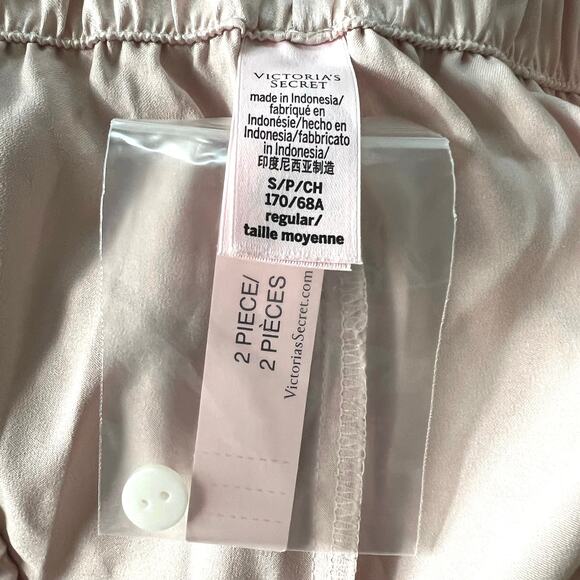 VICTORIA'S
SECRET
made in Indonesia/
fabriqué en
Indonésie/hecho en
Indonesia/fabbricato
in Indonesia/
印度尼西亚制造
S/P/CH
170/68A
regular/
taille moyenne
2 PIECE/
2 PIÈCES
VictoriasSecret.com